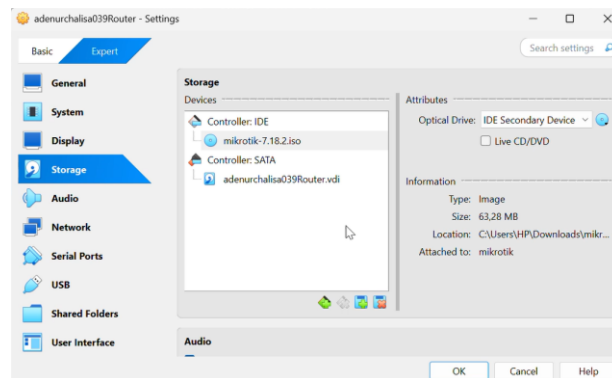 adenurchalisa039Router - Settings
Basic Expert
Search settings
General
System
Display
Storage
Audio
Network
Serial Ports
USB
Shared Folders
User Interface
Storage
Devices
Controller: IDE
mikrotik-7.18.2.iso
Controller: SATA
adenurchalisa039Router.vdi
Attributes
Optical Drive: IDE Secondary Device
Live CD/DVD
Information
Type: Image
Size: 63,28 MB
Location: C:\Users\HP\Downloads\mikr...
Attached to: mikrotik
Audio
OK Cancel Help